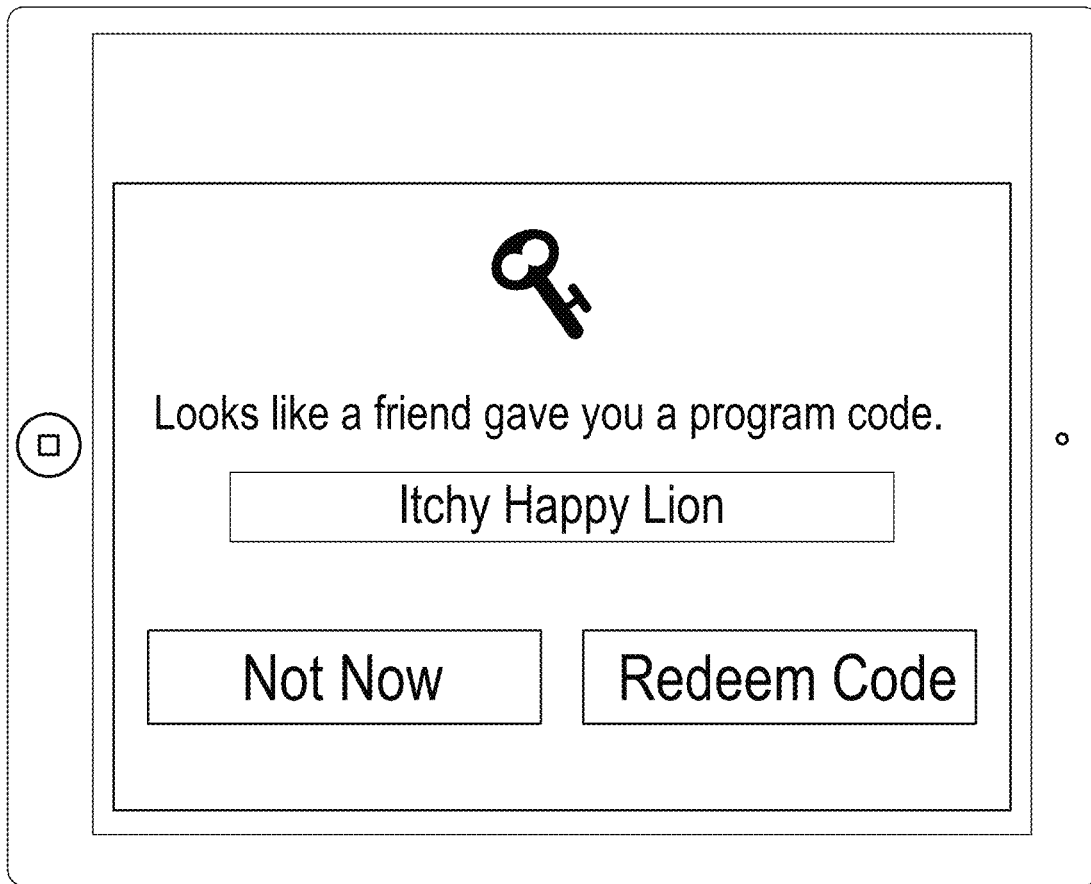 Looks like a friend gave you a program code.
Itchy Happy Lion
Not Now
Redeem Code